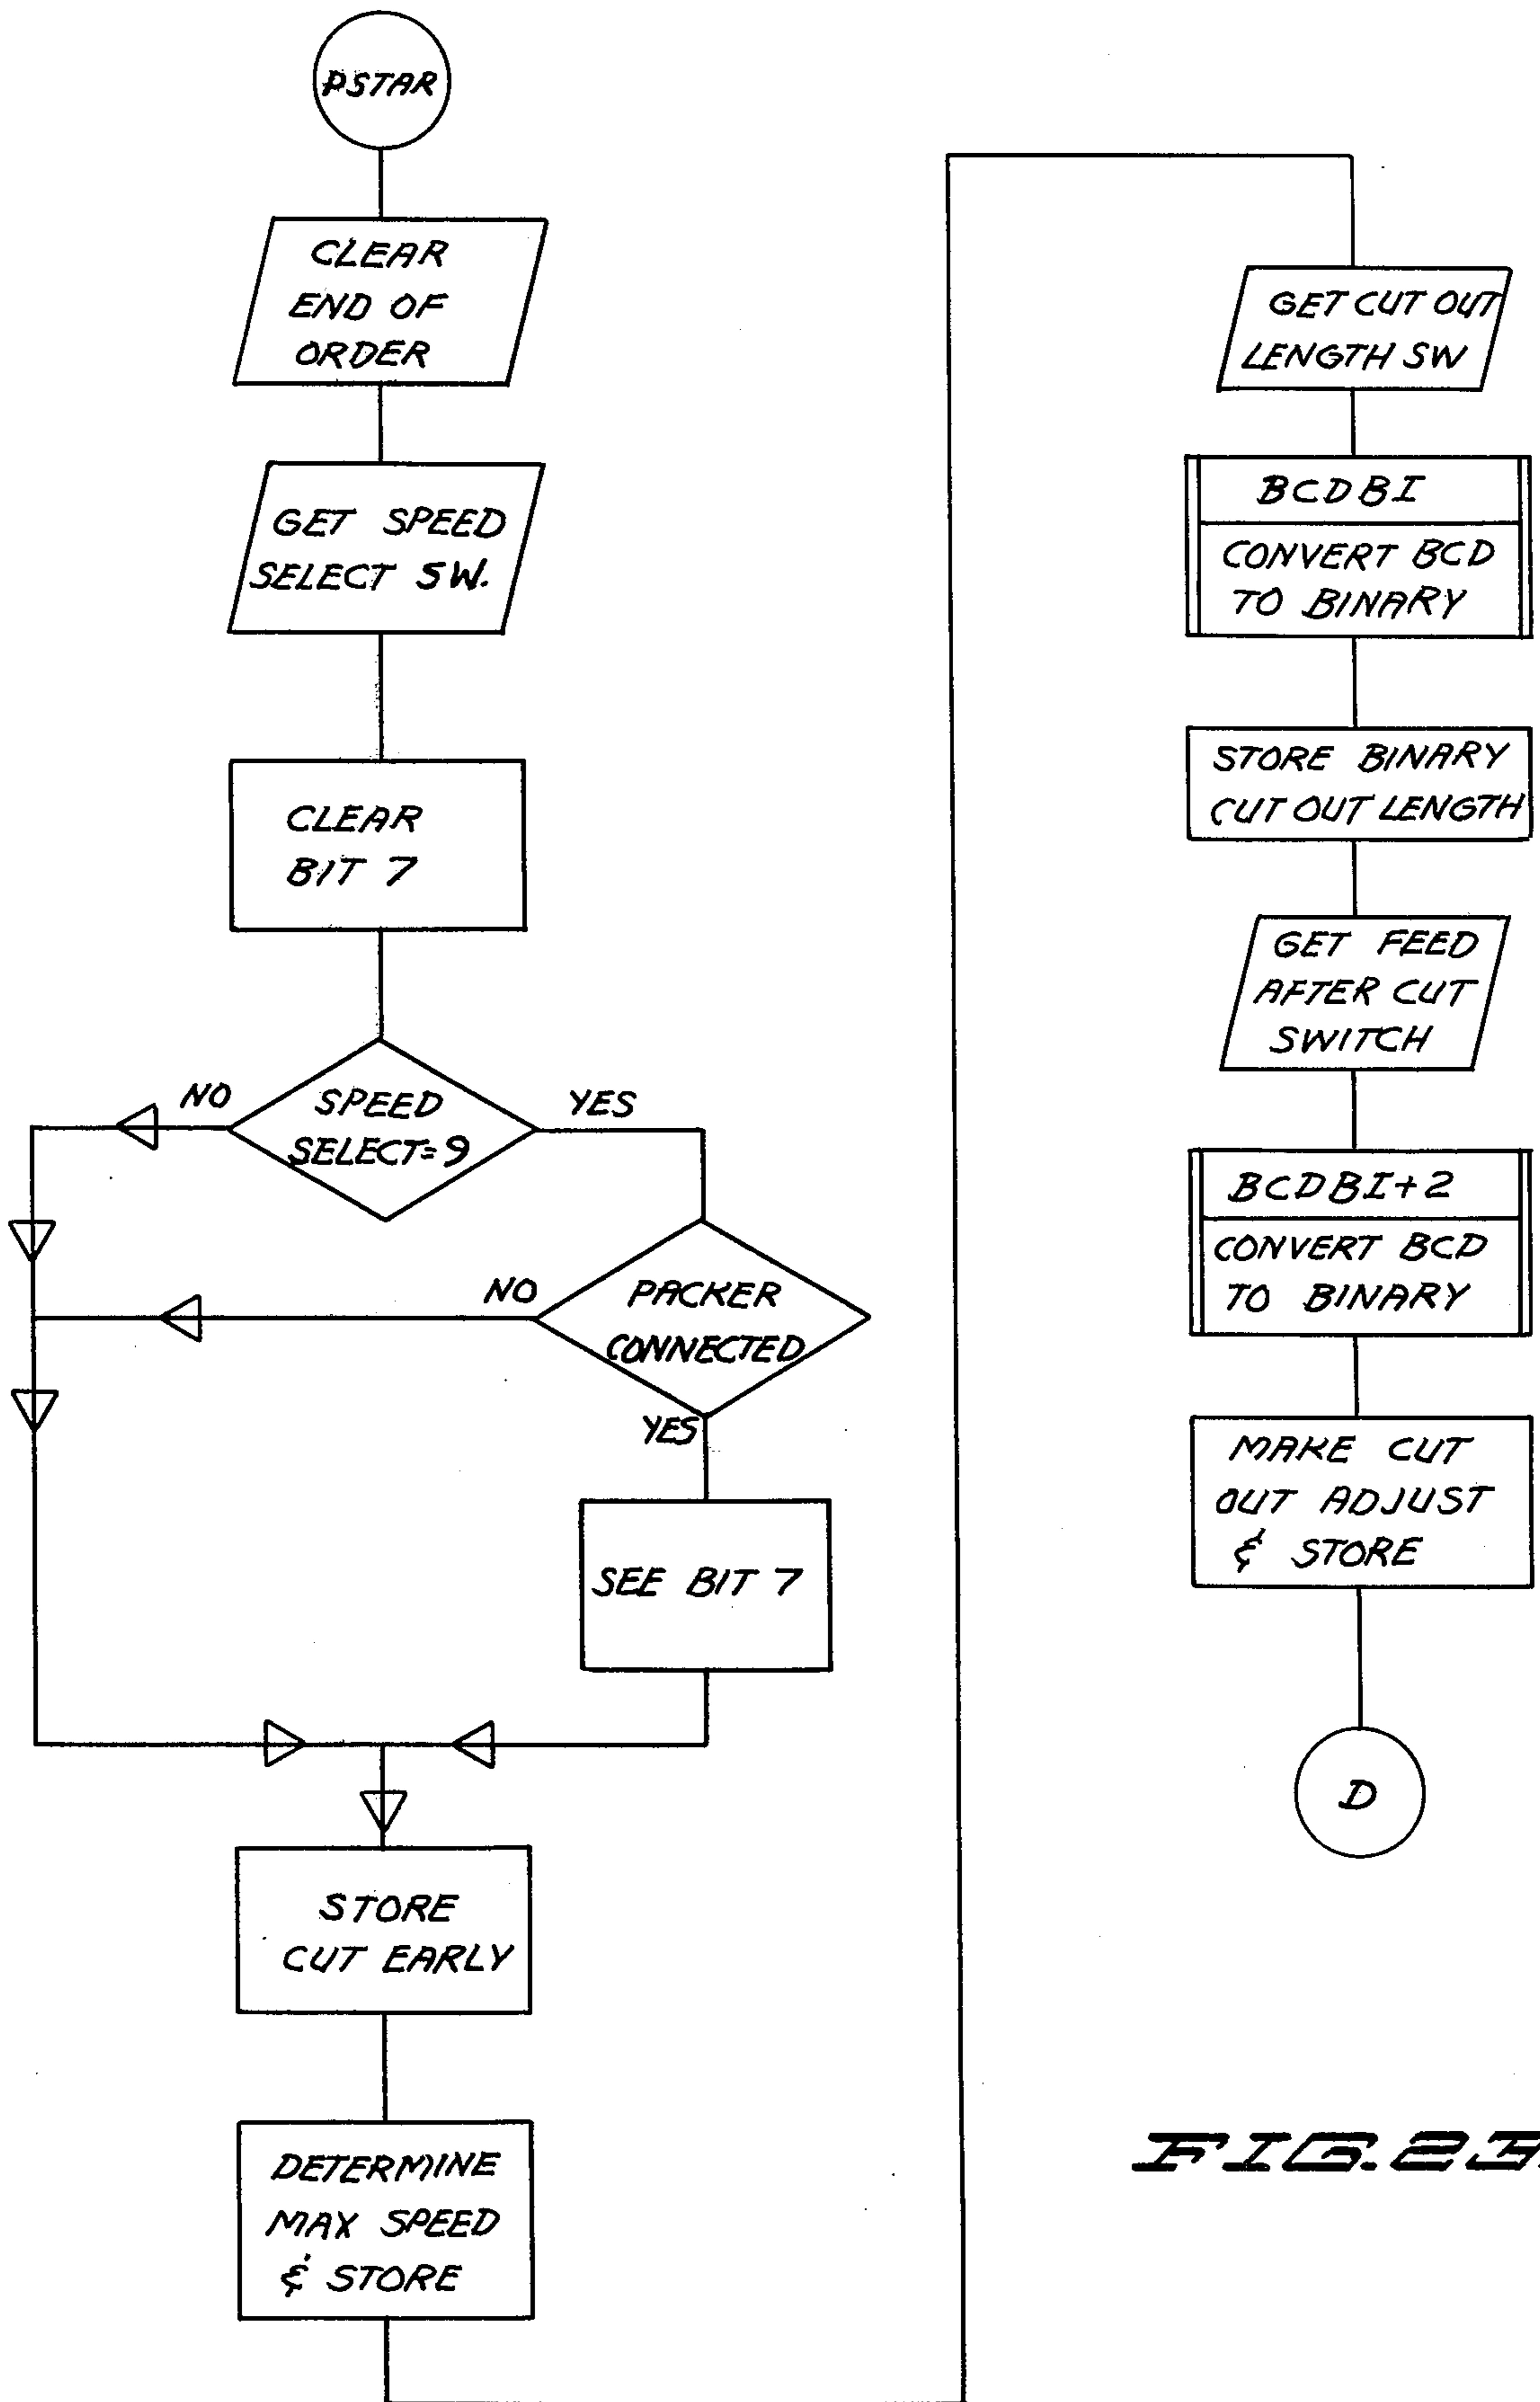 PSTAR
CLEAR
END OF
ORDER
GET SPEED
SELECT SW.
CLEAR
BIT 7
NO
SPEED
SELECT=9
YES
NO
PACKER
CONNECTED
YES
SEE BIT 7
STORE
CUT EARLY
DETERMINE
MAX SPEED
& STORE
GET CUT OUT
LENGTH SW
BCDBI
CONVERT BCD
TO BINARY
STORE BINARY
CUT OUT LENGTH
GET FEED
AFTER CUT
SWITCH
BCDBI+2
CONVERT BCD
TO BINARY
MAKE CUT
OUT ADJUST
& STORE
D
FIG. 23